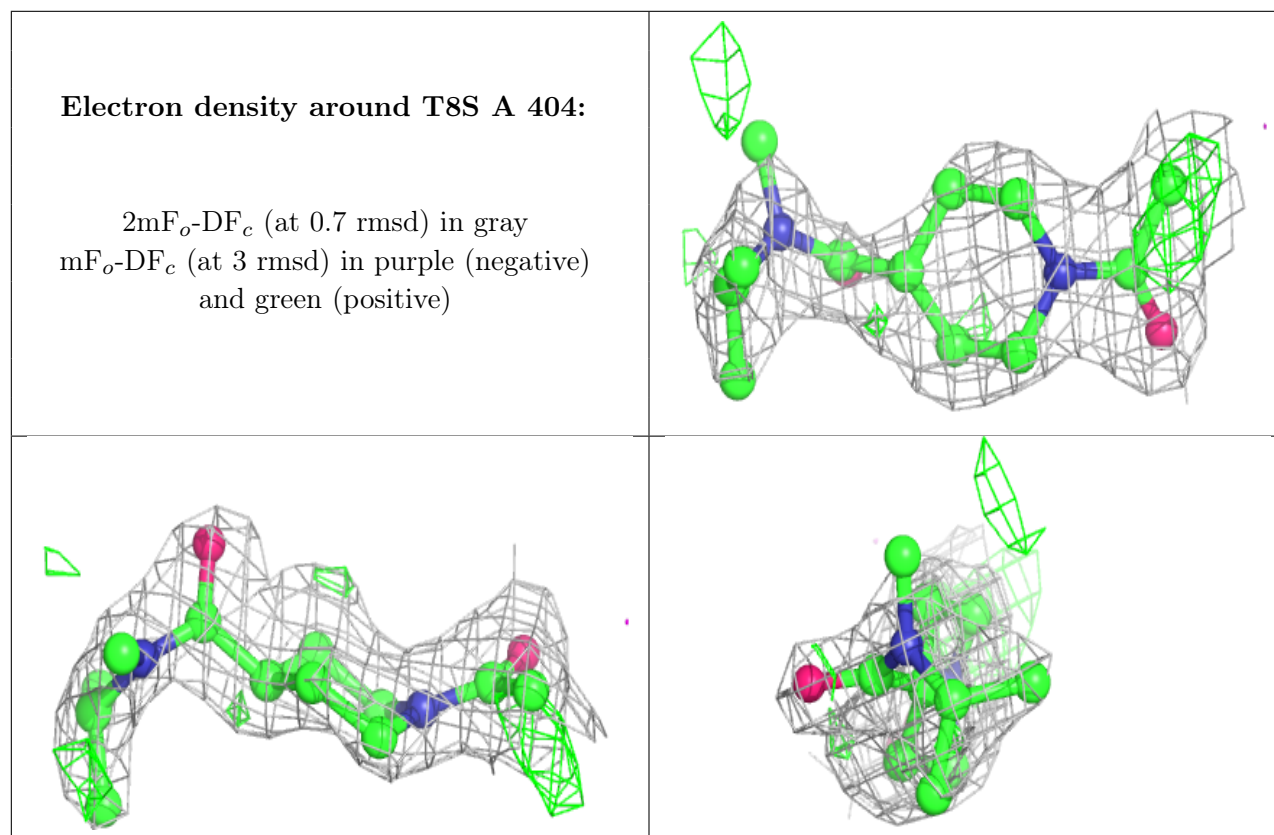 Electron density around T8S A 404:
2mFo-DFc (at 0.7 rmsd) in gray
mFo-DFc (at 3 rmsd) in purple (negative)
and green (positive)